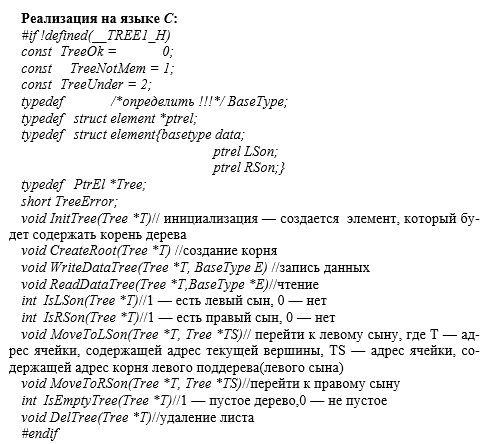 Реализация на языке C:
#if !defined(__TREE1_H)
const TreeOk = 0;
const TreeNotMem = 1;
const TreeUnder = 2;
typedef /*определить !!!*/ BaseType;
typedef struct element *ptrel;
typedef struct element{basetype data;
ptrel LSon;
ptrel RSon;}
typedef PtrEl *Tree;
short TreeError;
void InitTree(Tree *T)// инициализация — создается элемент, который бу-
дет содержать корень дерева
void CreateRoot(Tree *T) //создание корня
void WriteDataTree(Tree *T, BaseType E) //запись данных
void ReadDataTree(Tree *T,BaseType *E)//чтение
int IsLSon(Tree *T)//1 — есть левый сын, 0 — нет
int IsRSon(Tree *T)//1 — есть правый сын, 0 — нет
void MoveToLSon(Tree *T, Tree *TS)// перейти к левому сыну, где T — ад-
рес ячейки, содержащей адрес текущей вершины, TS — адрес ячейки, со-
держащей адрес корня левого поддерева(левого сына)
void MoveToRSon(Tree *T, Tree *TS)//перейти к правому сыну
int IsEmptyTree(Tree *T)//1 — пустое дерево,0 — не пустое
void DelTree(Tree *T)//удаление листа
#endif